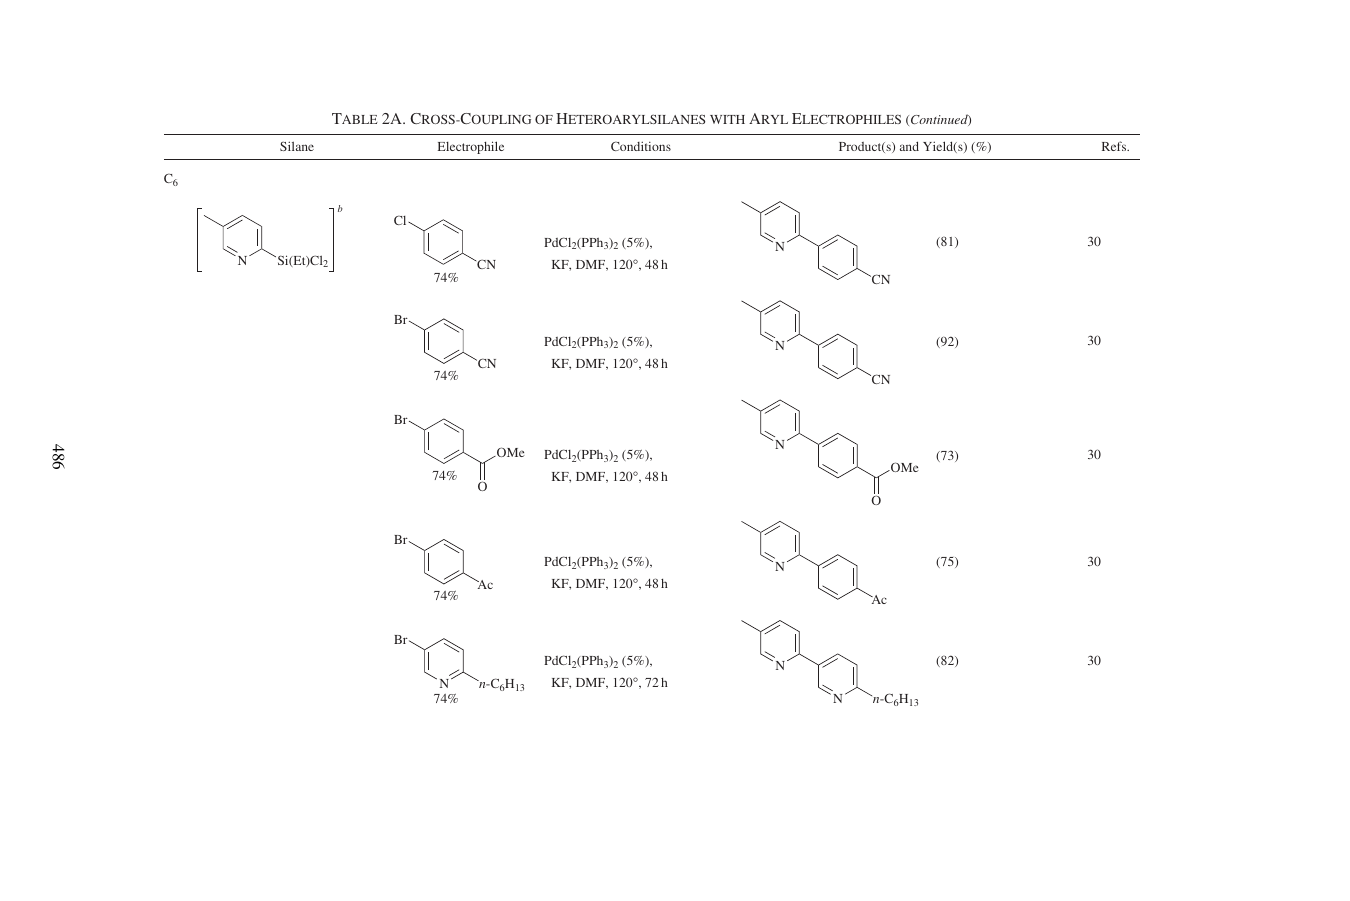 TABLE 2A. CROSS-COUPLING OF HETEROARYLSILANES WITH ARYL ELECTROPHILES (Continued)
Silane Electrophile Conditions Product(s) and Yield(s) (%) Refs.
C6
N Si(Et)Cl2 b
Cl CN 74%
PdCl2(PPh3)2 (5%),
KF, DMF, 120°, 48 h
N CN (81) 30
Br CN 74%
PdCl2(PPh3)2 (5%),
KF, DMF, 120°, 48 h
N CN (92) 30
Br OMe O 74%
PdCl2(PPh3)2 (5%),
KF, DMF, 120°, 48 h
N OMe O (73) 30
Br Ac 74%
PdCl2(PPh3)2 (5%),
KF, DMF, 120°, 48 h
N Ac (75) 30
Br N n-C6H13 74%
PdCl2(PPh3)2 (5%),
KF, DMF, 120°, 72 h
N N n-C6H13 (82) 30
486